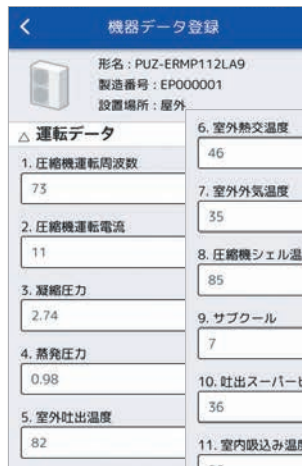 機器データ登録
形名：PUZ-ERMP112LA9
製造番号：EP000001
設置場所：屋外
運転データ
1. 圧縮機運転周波数
73
2. 圧縮機運転電流
11
3. 凝縮圧力
2.74
4. 蒸発圧力
0.98
5. 室外吐出温度
82
6. 室外熱交温度
46
7. 室外外気温度
35
8. 圧縮機シェル温
85
9. サブクール
7
10. 吐出スーパー
36
11. 室内吸込み温度